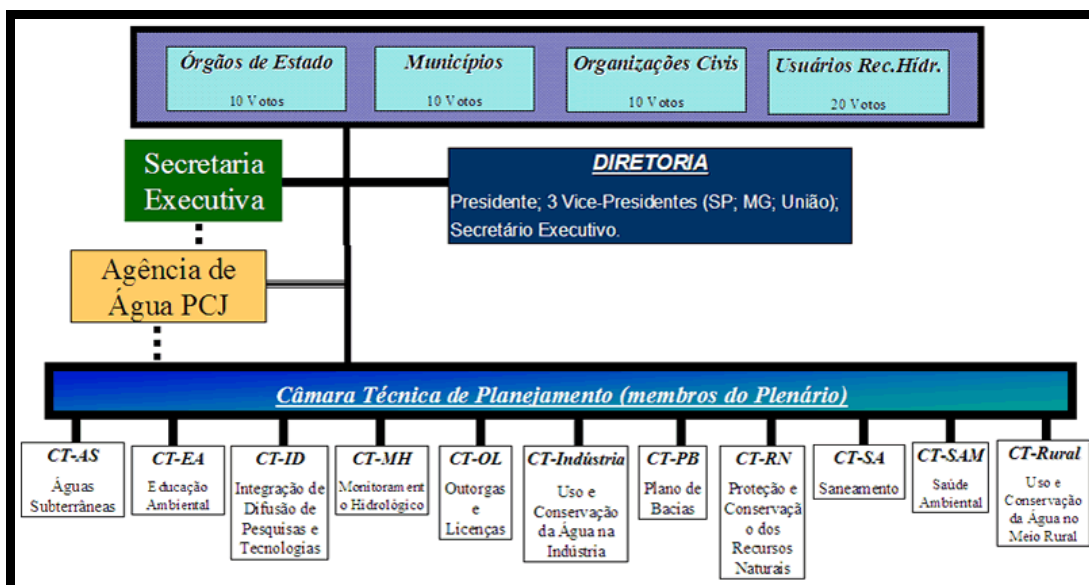 Órgãos de Estado
10 Votos
Municípios
10 Votos
Organizações Civis
10 Votos
Usuários Rec.Hídr.
20 Votos
Secretaria
Executiva
DIRETORIA
Presidente; 3 Vice-Presidentes (SP; MG; União);
Secretário Executivo.
Agência de
Água PCJ
Câmara Técnica de Planejamento (membros do Plenário)
CT-AS
Águas
Subterrâneas
CT-EA
Educação
Ambiental
CT-ID
Integração de
Difusão de
Pesquisas e
Tecnologias
CT-MH
Monitorament
o Hidrológico
CT-OL
Outorgas
e
Licenças
CT-Indústria
Uso e
Conservação
da Água na
Indústria
CT-PB
Plano de
Bacias
CT-RN
Proteção e
Conservaçã
o dos
Recursos
Naturais
CT-SA
Saneamento
CT-SAM
Saúde
Ambiental
CT-Rural
Uso e
Conservação
da Água no
Meio Rural